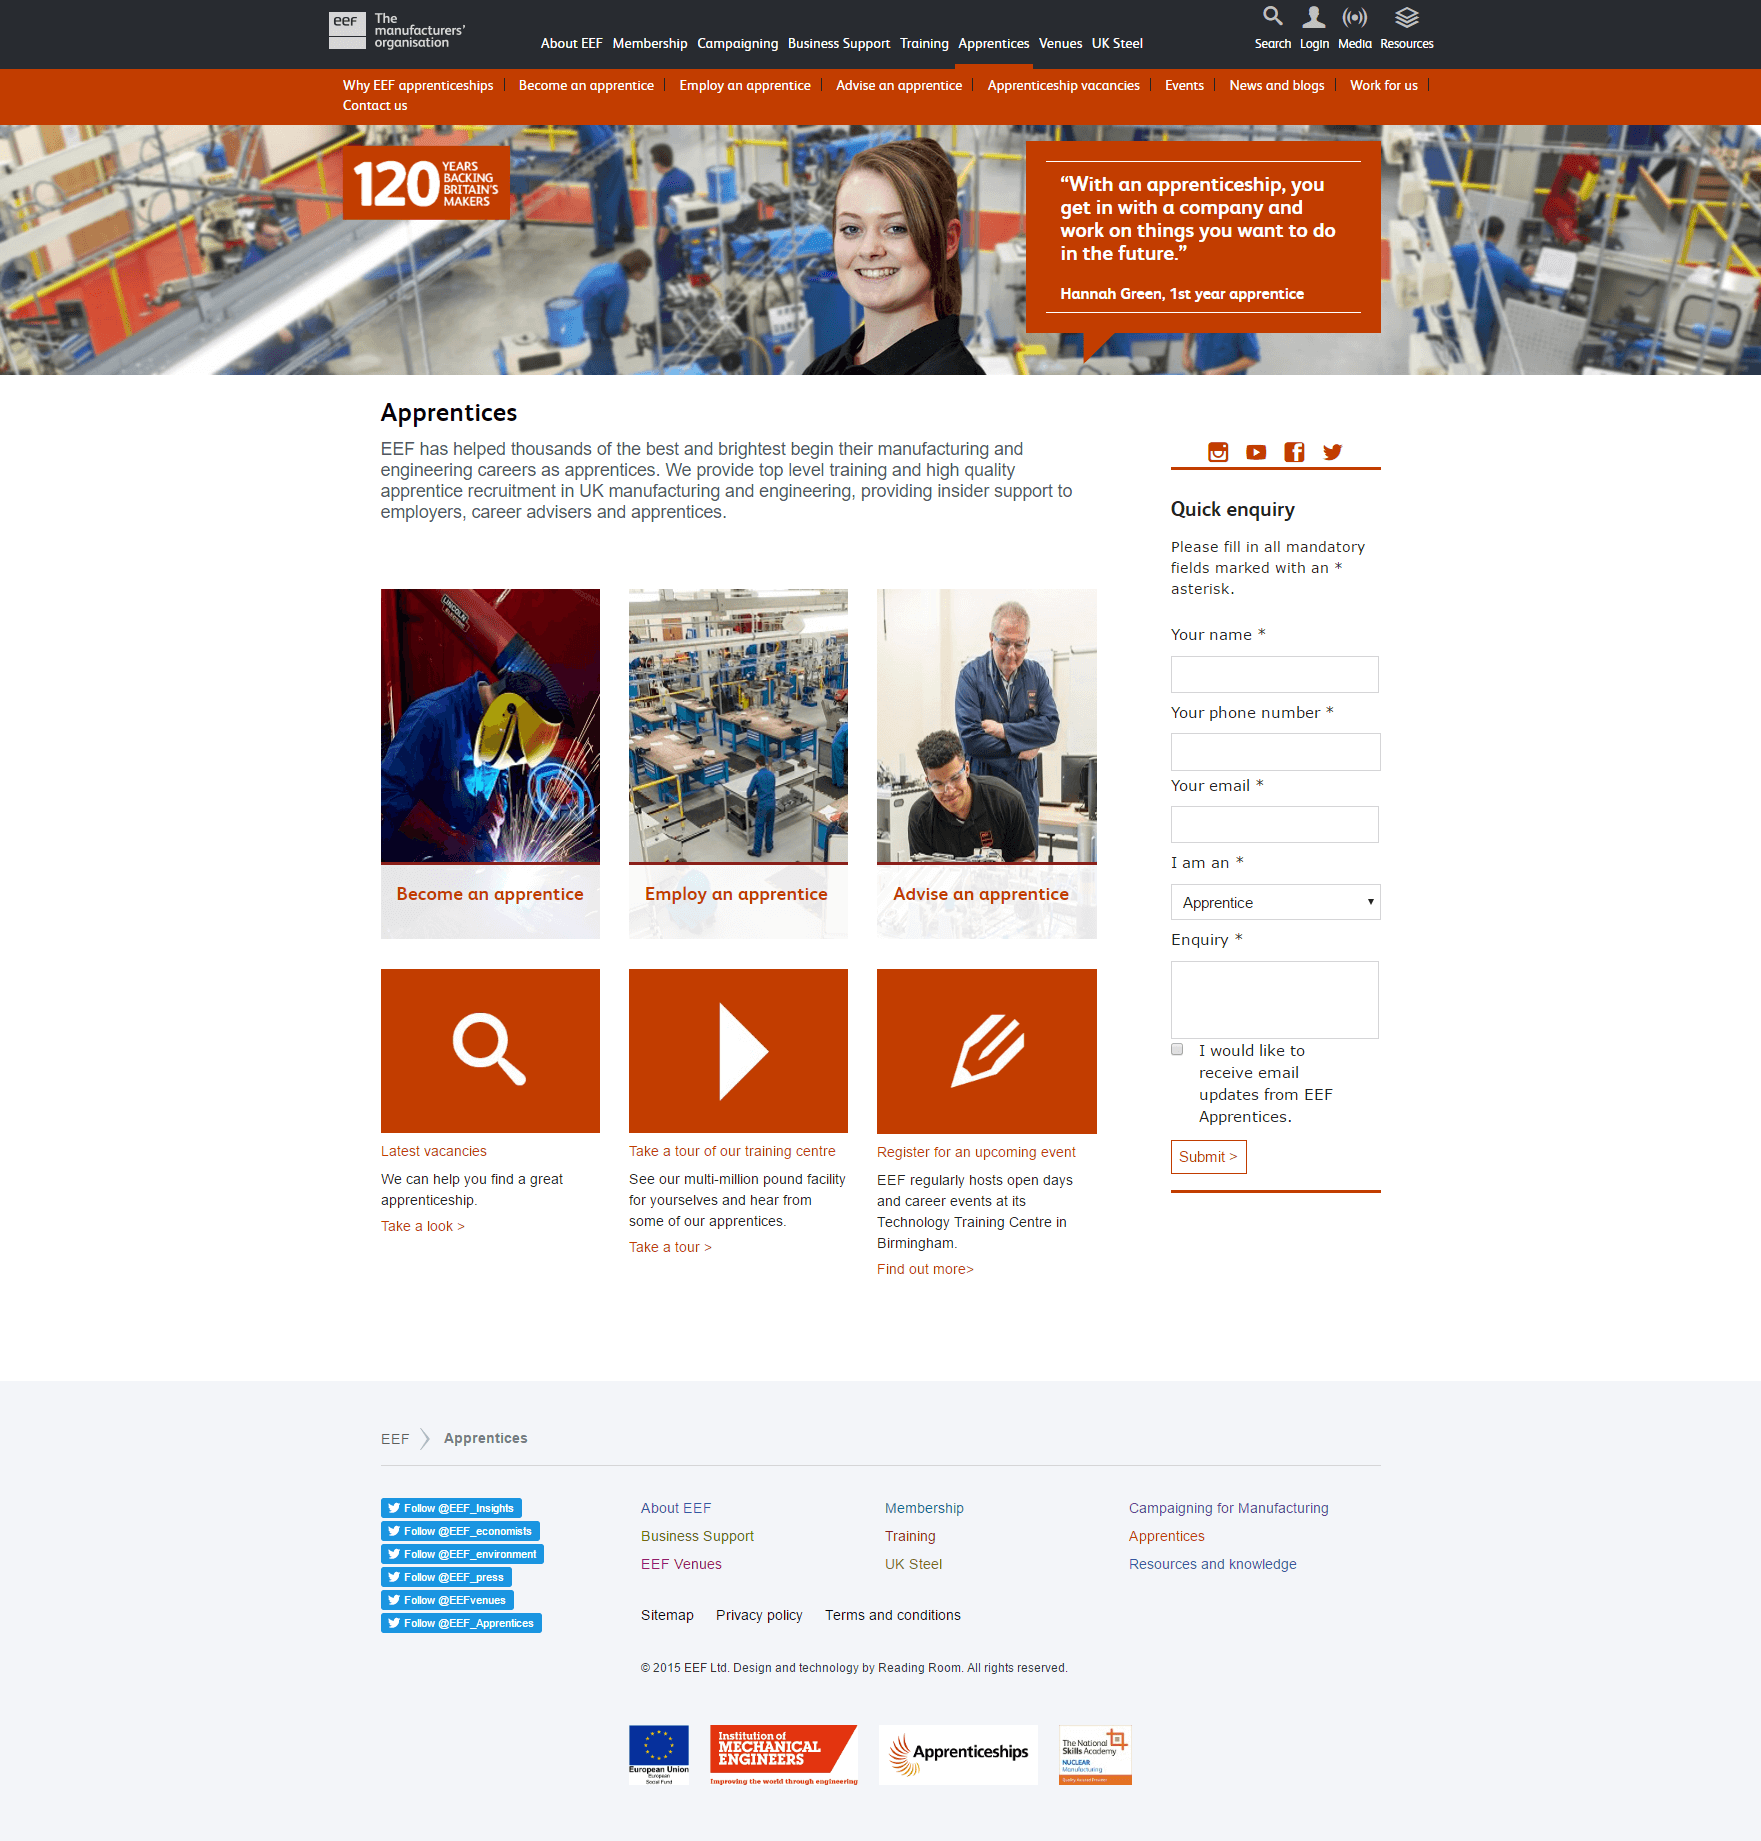 eef The
manufacturers'
organisation
About EEF Membership Campaigning Business Support Training Apprentices Venues UK Steel
Search Login Media Resources
Why EEF apprenticeships Become an apprentice Employ an apprentice Advise an apprentice Apprenticeship vacancies Events News and blogs Work for us
Contact us
120 YEARS
BACKING
BRITAIN'S
MAKERS
“With an apprenticeship, you
get in with a company and
work on things you want to do
in the future.”
Hannah Green, 1st year apprentice
Apprentices
EEF has helped thousands of the best and brightest begin their manufacturing and
engineering careers as apprentices. We provide top level training and high quality
apprentice recruitment in UK manufacturing and engineering, providing insider support to
employers, career advisers and apprentices.
LINCOLN
ELECTRIC
Become an apprentice
Employ an apprentice
Advise an apprentice
Latest vacancies
We can help you find a great
apprenticeship.
Take a look >
Take a tour of our training centre
See our multi-million pound facility
for yourselves and hear from
some of our apprentices.
Take a tour >
Register for an upcoming event
EEF regularly hosts open days
and career events at its
Technology Training Centre in
Birmingham.
Find out more>
Quick enquiry
Please fill in all mandatory
fields marked with an *
asterisk.
Your name *
Your phone number *
Your email *
I am an *
Apprentice
Enquiry *
I would like to
receive email
updates from EEF
Apprentices.
Submit >
EEF Apprentices
Follow @EEF_Insights
Follow @EEF_economists
Follow @EEF_environment
Follow @EEF_press
Follow @EEFvenues
Follow @EEF_Apprentices
About EEF Membership Campaigning for Manufacturing
Business Support Training Apprentices
EEF Venues UK Steel Resources and knowledge
Sitemap Privacy policy Terms and conditions
© 2015 EEF Ltd. Design and technology by Reading Room. All rights reserved.
European Union
European
Social Fund
Institution of
MECHANICAL
ENGINEERS
Improving the world through engineering
Apprenticeships
The National
Skills Academy
NUCLEAR
Manufacturing